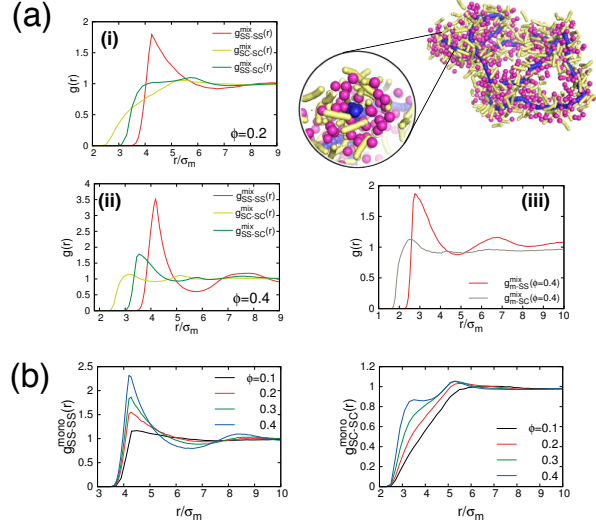 (a)
(i)
g^mix_SS-SS(r)
g^mix_SC-SC(r)
g^mix_SS-SC(r)
g(r)
2
1.5
1
0.5
0
ϕ=0.2
2 3 4 5 6 7 8 9
r/σ_m
(ii)
g^mix_SS-SS(r)
g^mix_SC-SC(r)
g^mix_SS-SC(r)
g(r)
4
3.5
3
2.5
2
1.5
1
0.5
0
ϕ=0.4
2 3 4 5 6 7 8 9
r/σ_m
(iii)
g(r)
2
1.5
1
0.5
0
g^mix_m-SS(ϕ=0.4)
g^mix_m-SC(ϕ=0.4)
1 2 3 4 5 6 7 8 9 10
r/σ_m
(b)
g^mono_SS-SS(r)
2.5
2
1.5
1
0.5
0
ϕ=0.1
0.2
0.3
0.4
3 4 5 6 7 8 9 10
r/σ_m
g^mono_SC-SC(r)
1.2
1
0.8
0.6
0.4
0.2
0
ϕ=0.1
0.2
0.3
0.4
2 3 4 5 6 7 8 9 10
r/σ_m